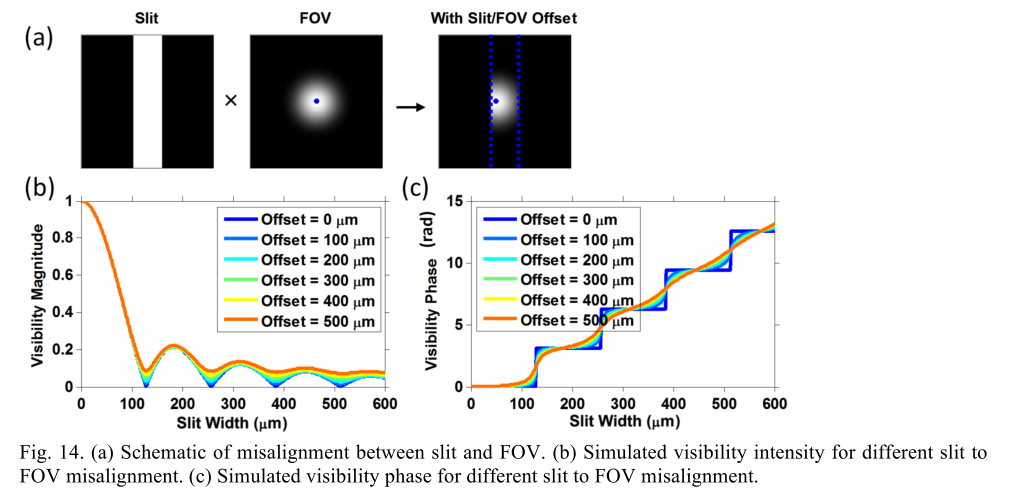 Slit FOV With Slit/FOV Offset
(a)
×
(b) (c)
1
0.8
0.6
0.4
0.2
0
Visibility Magnitude
Offset = 0 μm
Offset = 100 μm
Offset = 200 μm
Offset = 300 μm
Offset = 400 μm
Offset = 500 μm
0 100 200 300 400 500 600
Slit Width (μm)
15
10
5
0
Visibility Phase (rad)
Offset = 0 μm
Offset = 100 μm
Offset = 200 μm
Offset = 300 μm
Offset = 400 μm
Offset = 500 μm
0 100 200 300 400 500 600
Slit Width (μm)
Fig. 14. (a) Schematic of misalignment between slit and FOV. (b) Simulated visibility intensity for different slit to
FOV misalignment. (c) Simulated visibility phase for different slit to FOV misalignment.